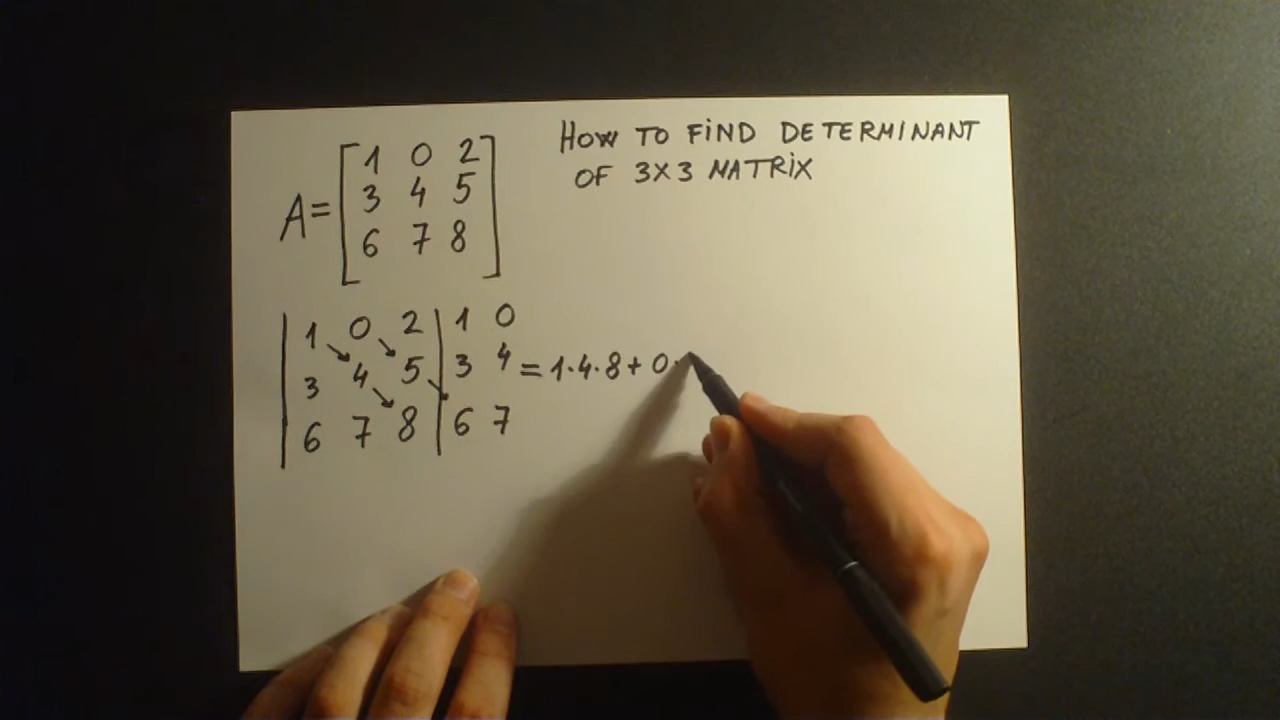 HOW TO FIND DETERMINANT
OF 3X3 MATRIX
A = [1 0 2
3 4 5
6 7 8]
|1 0 2| 1 0
|3 4 5| 3 4 = 1·4·8 + 0·
|6 7 8| 6 7